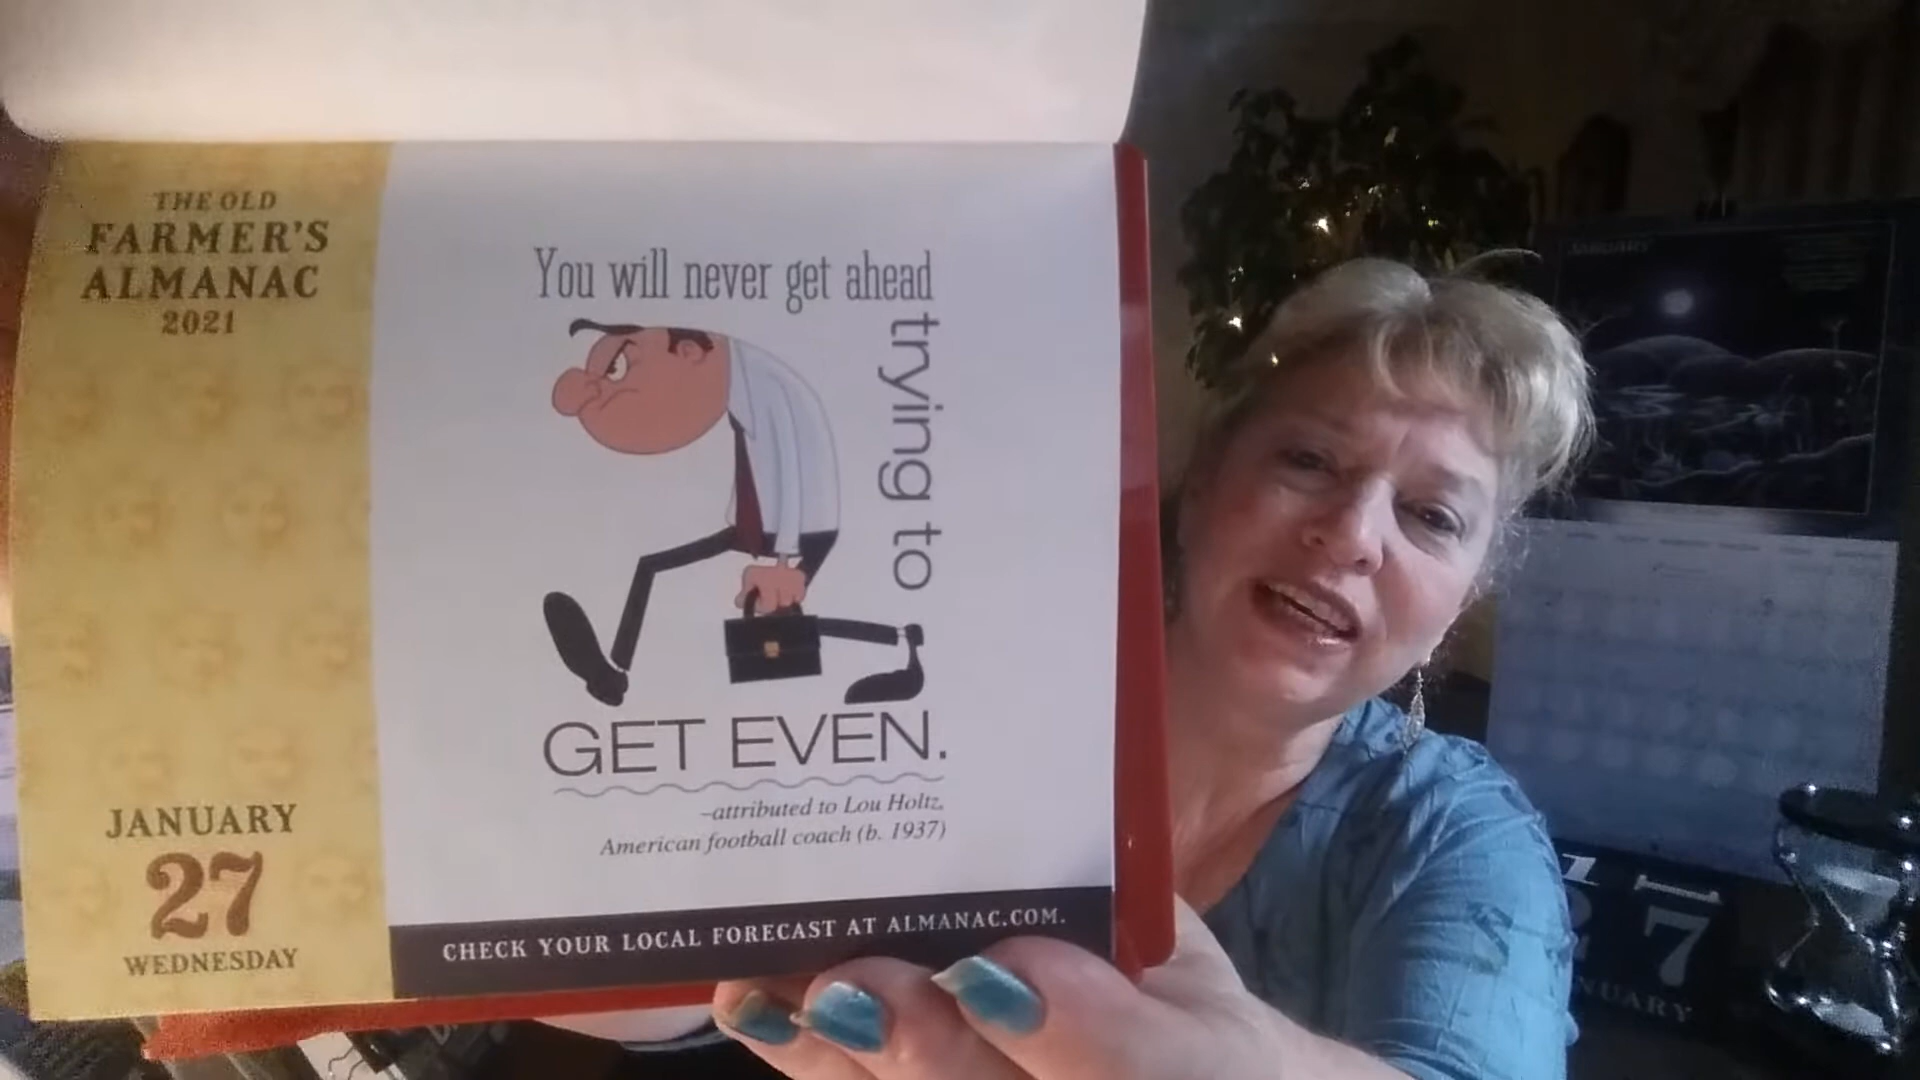 THE OLD
FARMER'S
ALMANAC
2021
JANUARY
27
WEDNESDAY
You will never get ahead
trying to
GET EVEN.
–attributed to Lou Holtz,
American football coach (b. 1937)
CHECK YOUR LOCAL FORECAST AT ALMANAC.COM.
JANUARY